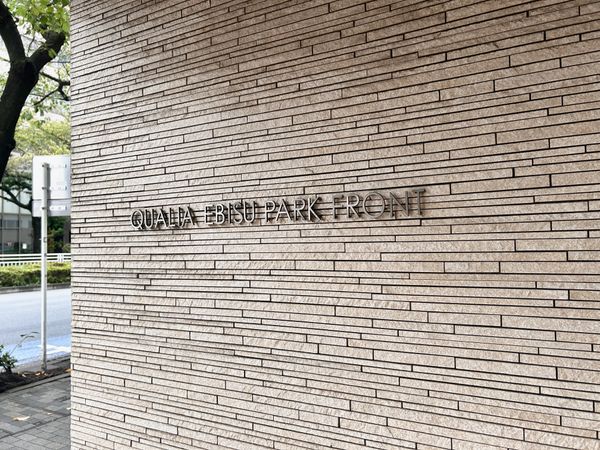 QUALIA EBISU PARK FRONT